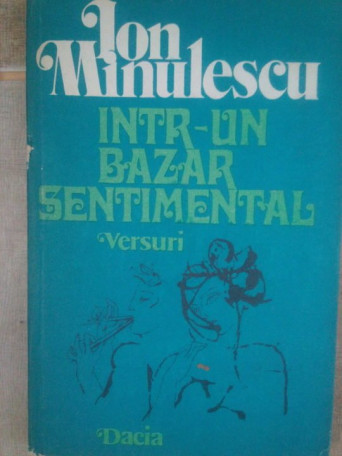 Ion
Minulescu
INTR-UN
BAZAR
SENTIMENTAL
Versuri
Dacia